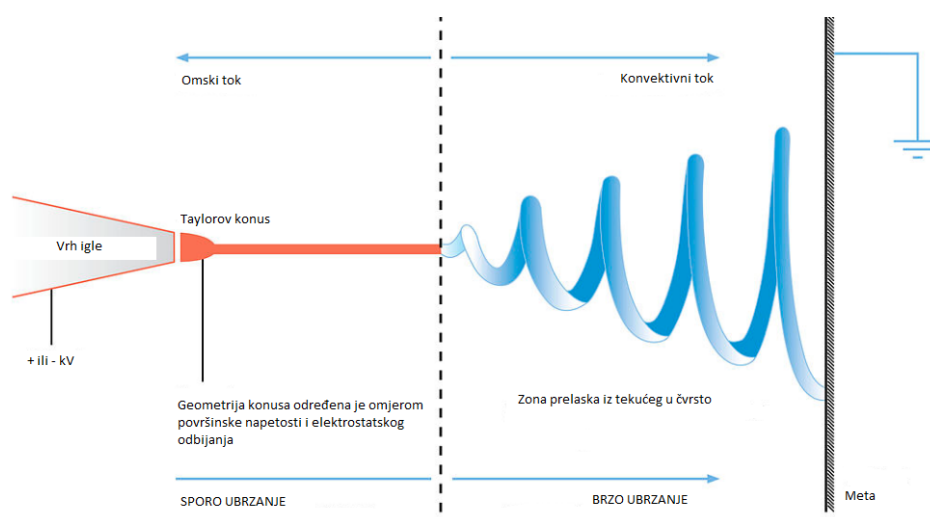 Omski tok
Konvektivni tok
Taylorov konus
Vrh igle
+ ili - kV
Geometrija konusa određena je omjerom
površinske napetosti i elektrostatskog
odbijanja
Zona prelaska iz tekućeg u čvrsto
SPORO UBRZANJE
BRZO UBRZANJE
Meta